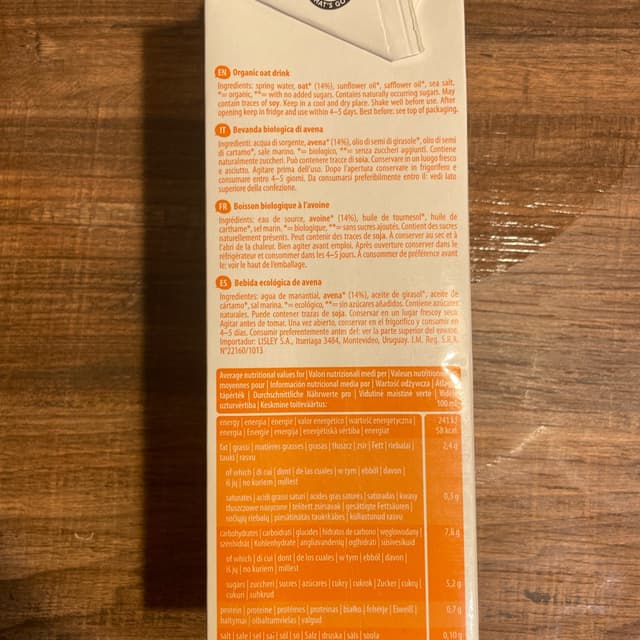 HAT'S GO
EN Organic oat drink
Ingredients: spring water, oat* (14%), sunflower oil*, safflower oil*, sea salt.
*= organic, **= with no added sugars. Contains naturally occurring sugars. May
contain traces of soy. Keep in a cool and dry place. Shake well before use. After
opening keep in fridge and use within 4–5 days. Best before: see top of packaging.
IT Bevanda biologica di avena
Ingredienti: acqua di sorgente, avena* (14%), olio di semi di girasole*, olio di semi
di cartamo*, sale marino. *= biologico, **= senza zuccheri aggiunti. Contiene
naturalmente zuccheri. Può contenere tracce di soia. Conservare in un luogo fresco
e asciutto. Agitare prima dell'uso. Dopo l'apertura conservare in frigorifero e
consumare entro 4–5 giorni. Da consumarsi preferibilmente entro il: vedi lato
superiore della confezione.
FR Boisson biologique à l'avoine
Ingrédients: eau de source, avoine* (14%), huile de tournesol*, huile de
carthame*, sel marin. *= biologique, **= sans sucres ajoutés. Contient des sucres
naturellement présents. Peut contenir des traces de soja. À conserver au sec et à
l'abri de la chaleur. Bien agiter avant emploi. Après ouverture conserver dans le
réfrigérateur et consommer dans les 4–5 jours. À consommer de préférence avant
le: voir le haut de l'emballage.
ES Bebida ecológica de avena
Ingredientes: agua de manantial, avena* (14%), aceite de girasol*, aceite de
cártamo*, sal marina. *= ecológico, **= sin azúcares añadidos. Contiene azúcares
naturales. Puede contener trazas de soja. Conservar en un lugar frescoy seco.
Agitar antes de tomar. Una vez abierto, conservar en el frigorífico y consumir en
4–5 días. Consumir preferentemente antes del: ver la parte superior del envase.
Importador: LISLEY S.A., Ituriaga 3484, Montevideo, Uruguay. I.M. Reg. S.R.A.
N°22160/1013
Average nutritional values for | Valori nutrizionali medi per | Valeurs nutritionn
moyennes pour | Información nutricional media por | Wartość odżywcza | Átla
tápérték | Durchschnittliche Nährwerte pro | Vidutinė maistinė vertė | Vidē
uzturvērtība | Keskmine toiteväärtus: 100 m
energy | energia | énergie | valor energético | wartość energetyczna | 241 kJ
energia | Energie | energija | enerģētiskā vērtība | energiar 58 kcal
fat | grassi | matières grasses | grasas | tłuszcz | zsír | Fett | riebalai | 2,4 g
tauki | rasvu
of which | di cui | dont | de las cuales | w tym | ebből | davon |
iš jų | no kuriem | millest
saturates | acidi grassi saturi | acides gras saturés | saturadas | kwasy 0,3 g
tłuszczowe nasycone | telített zsírsavak | gesättigte Fettsäuren |
ročiųjų riebalų | piesātinātās taukskābes | küllastunud rasvu
carbohydrates | carboidrati | glucides | hidratos de carbono | węglowodany | 7,8 g
szénhidrát | Kohlenhydrate | angliavandenių | ogļhidrāti | süsivesikuid
of which | di cui | dont | de los cuales | w tym | ebből | davon |
iš jų | no kuriem | millest
sugars | zuccheri | sucres | azúcares | cukry | cukrok | Zucker | cukrų | 5,2 g
cukuri | suhkrud
protein | proteine | protéines | proteínas | białko | fehérje | Eiweiß | 0,7 g
baltymai | olbaltumvielas | valgud
salt | sale | sel | sal | sól | só | Salz | druska | sāls | soola 0,10 g